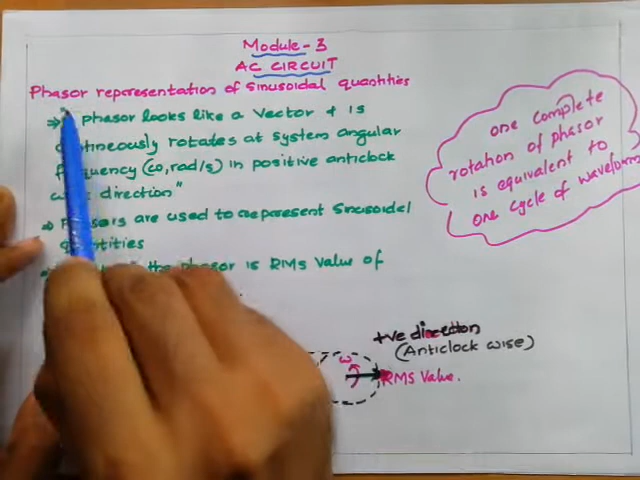 Module-3
AC CIRCUIT
Phasor representation of sinusoidal quantities
⇒ phasor looks like a Vector & is
rotates at system angular
(ω, rad/s) in positive anticlock
direction"
⇒ are used to represent Sinusoidal
⇒ the phasor is RMS Value of
one complete
rotation of phasor
is equivalent to
one cycle of waveform
+ve direction
(Anticlock wise)
ω
RMS Value.